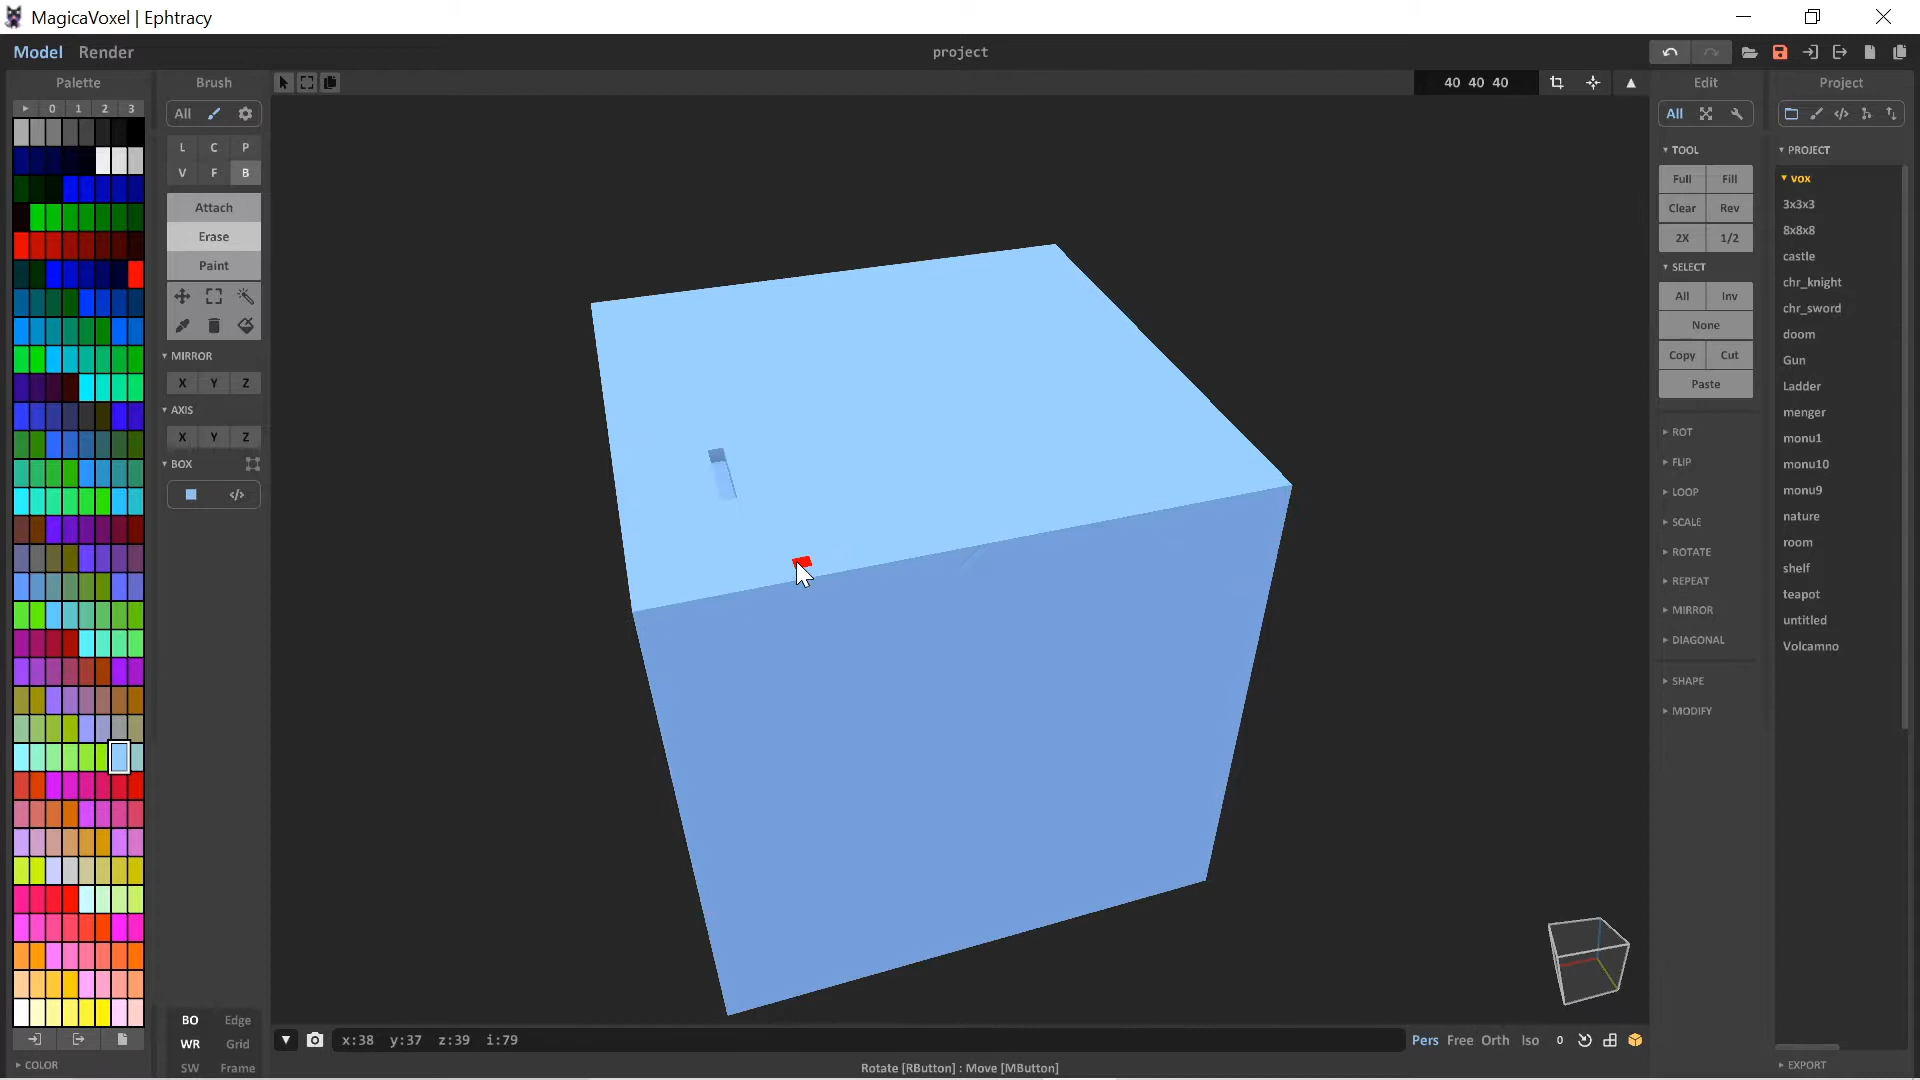 MagicaVoxel | Ephtracy
Model Render
project
Palette
Brush
40 40 40
Edit
Project
0 1 2 3
All
All
L C P
V F B
Attach
Erase
Paint
MIRROR
X Y Z
AXIS
X Y Z
BOX
</>
TOOL
Full Fill
Clear Rev
2X 1/2
SELECT
All Inv
None
Copy Cut
Paste
ROT
FLIP
LOOP
SCALE
ROTATE
REPEAT
MIRROR
DIAGONAL
SHAPE
MODIFY
PROJECT
vox
3x3x3
8x8x8
castle
chr_knight
chr_sword
doom
Gun
Ladder
menger
monu1
monu10
monu9
nature
room
shelf
teapot
untitled
Volcamno
BO Edge
WR Grid
SW Frame
COLOR
x:38 y:37 z:39 i:79
Pers Free Orth Iso 0
Rotate [RButton] : Move [MButton]
EXPORT